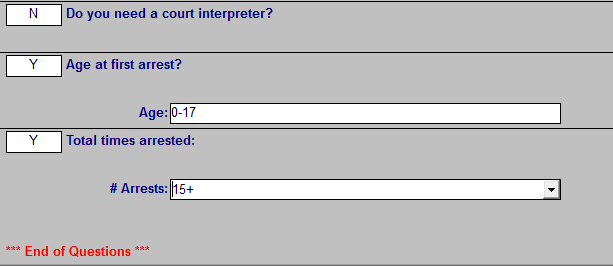 N Do you need a court interpreter?
Y Age at first arrest?
Age: 0-17
Y Total times arrested:
# Arrests: 15+
*** End of Questions ***